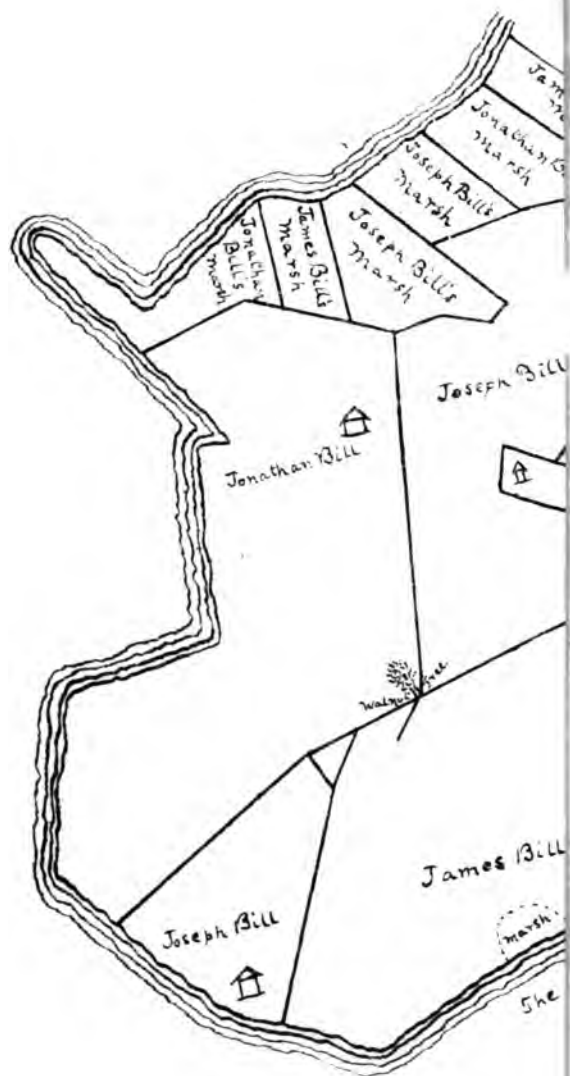 Jam
Jonathan B
Marsh
Joseph Bill's
Marsh
Joseph Bill's
Marsh
James Bill's
Marsh
Jonathan
Bill's
Marsh
Joseph Bill
Jonathan Bill
Walnut Tree
James Bill
marsh
Joseph Bill
The